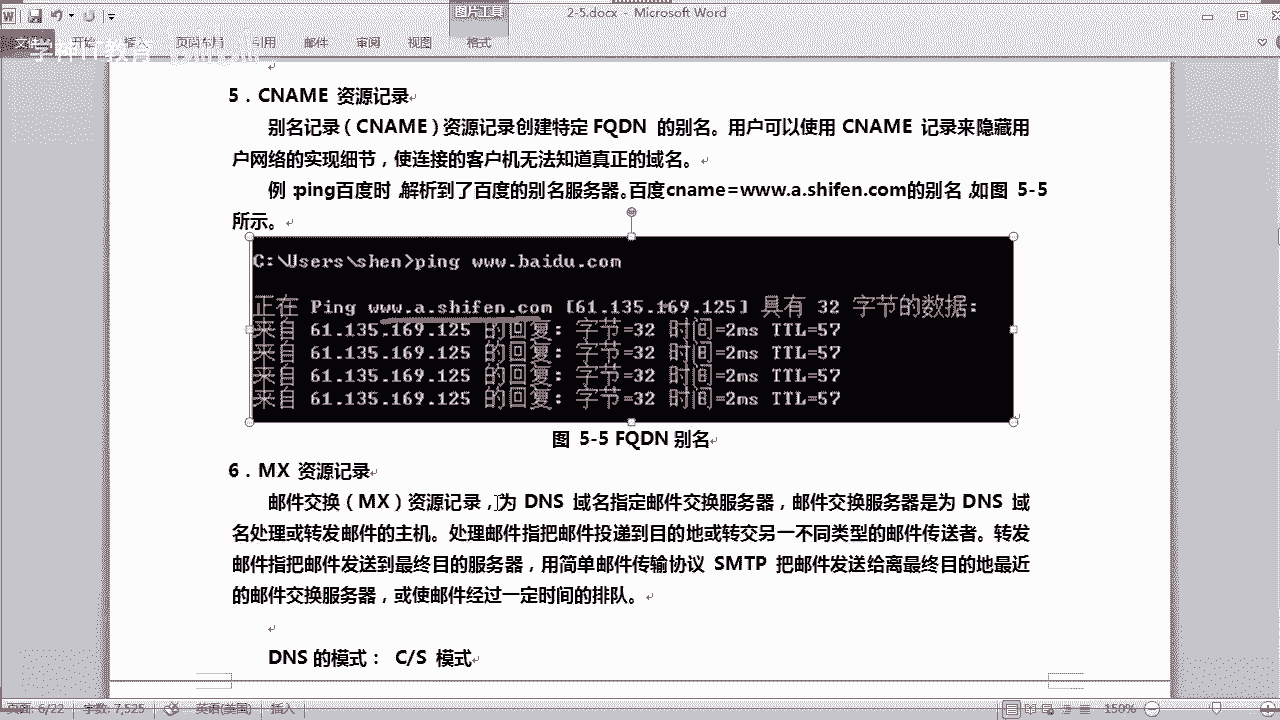 2-5.docx - Microsoft Word
图片工具
文件 开始 页面布局 引用 邮件 审阅 视图 格式
学神IT教育 bilibili
5．CNAME 资源记录
别名记录（CNAME）资源记录创建特定 FQDN 的别名。用户可以使用 CNAME 记录来隐藏用
户网络的实现细节，使连接的客户机无法知道真正的域名。
例：ping百度时，解析到了百度的别名服务器。百度cname=www.a.shifen.com的别名，如图 5-5
所示。
C:\Users\shen>ping www.baidu.com
正在 Ping www.a.shifen.com [61.135.169.125] 具有 32 字节的数据:
来自 61.135.169.125 的回复: 字节=32 时间=2ms TTL=57
来自 61.135.169.125 的回复: 字节=32 时间=2ms TTL=57
来自 61.135.169.125 的回复: 字节=32 时间=2ms TTL=57
来自 61.135.169.125 的回复: 字节=32 时间=2ms TTL=57
图 5-5 FQDN 别名
6．MX 资源记录
邮件交换（MX）资源记录，为 DNS 域名指定邮件交换服务器，邮件交换服务器是为 DNS 域
名处理或转发邮件的主机。处理邮件指把邮件投递到目的地或转交另一不同类型的邮件传送者。转发
邮件指把邮件发送到最终目的服务器，用简单邮件传输协议 SMTP 把邮件发送给离最终目的地最近
的邮件交换服务器，或使邮件经过一定时间的排队。
DNS 的模式： C/S 模式
页面: 6/22 字数: 7,525 英语(美国) 插入 150%